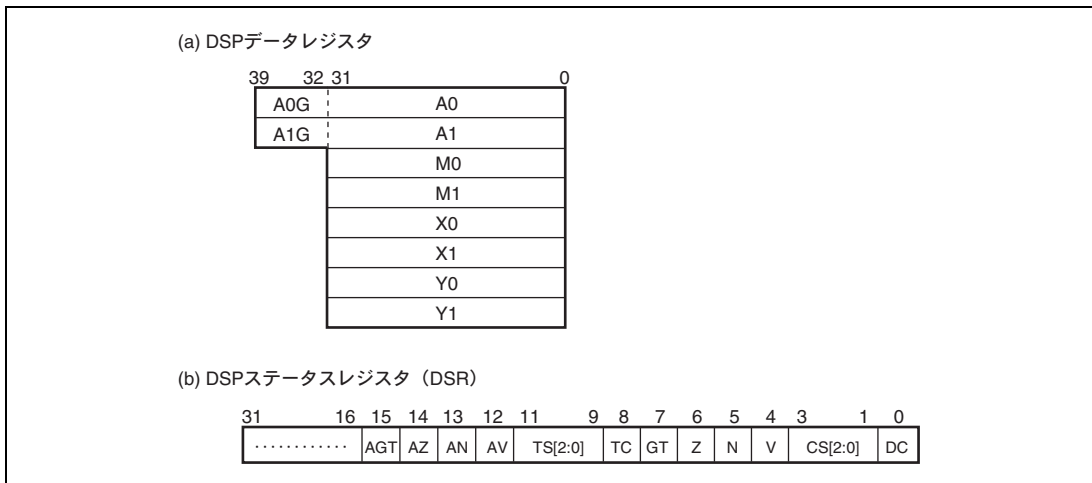 (a) DSPデータレジスタ
39 32 31 0
A0G A0
A1G A1
M0
M1
X0
X1
Y0
Y1
(b) DSPステータスレジスタ（DSR）
31 16 15 14 13 12 11 9 8 7 6 5 4 3 1 0
············ AGT AZ AN AV TS[2:0] TC GT Z N V CS[2:0] DC